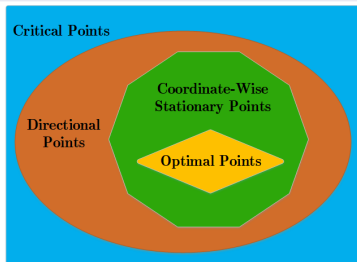 Critical Points
Coordinate-Wise
Stationary Points
Directional
Points
Optimal Points